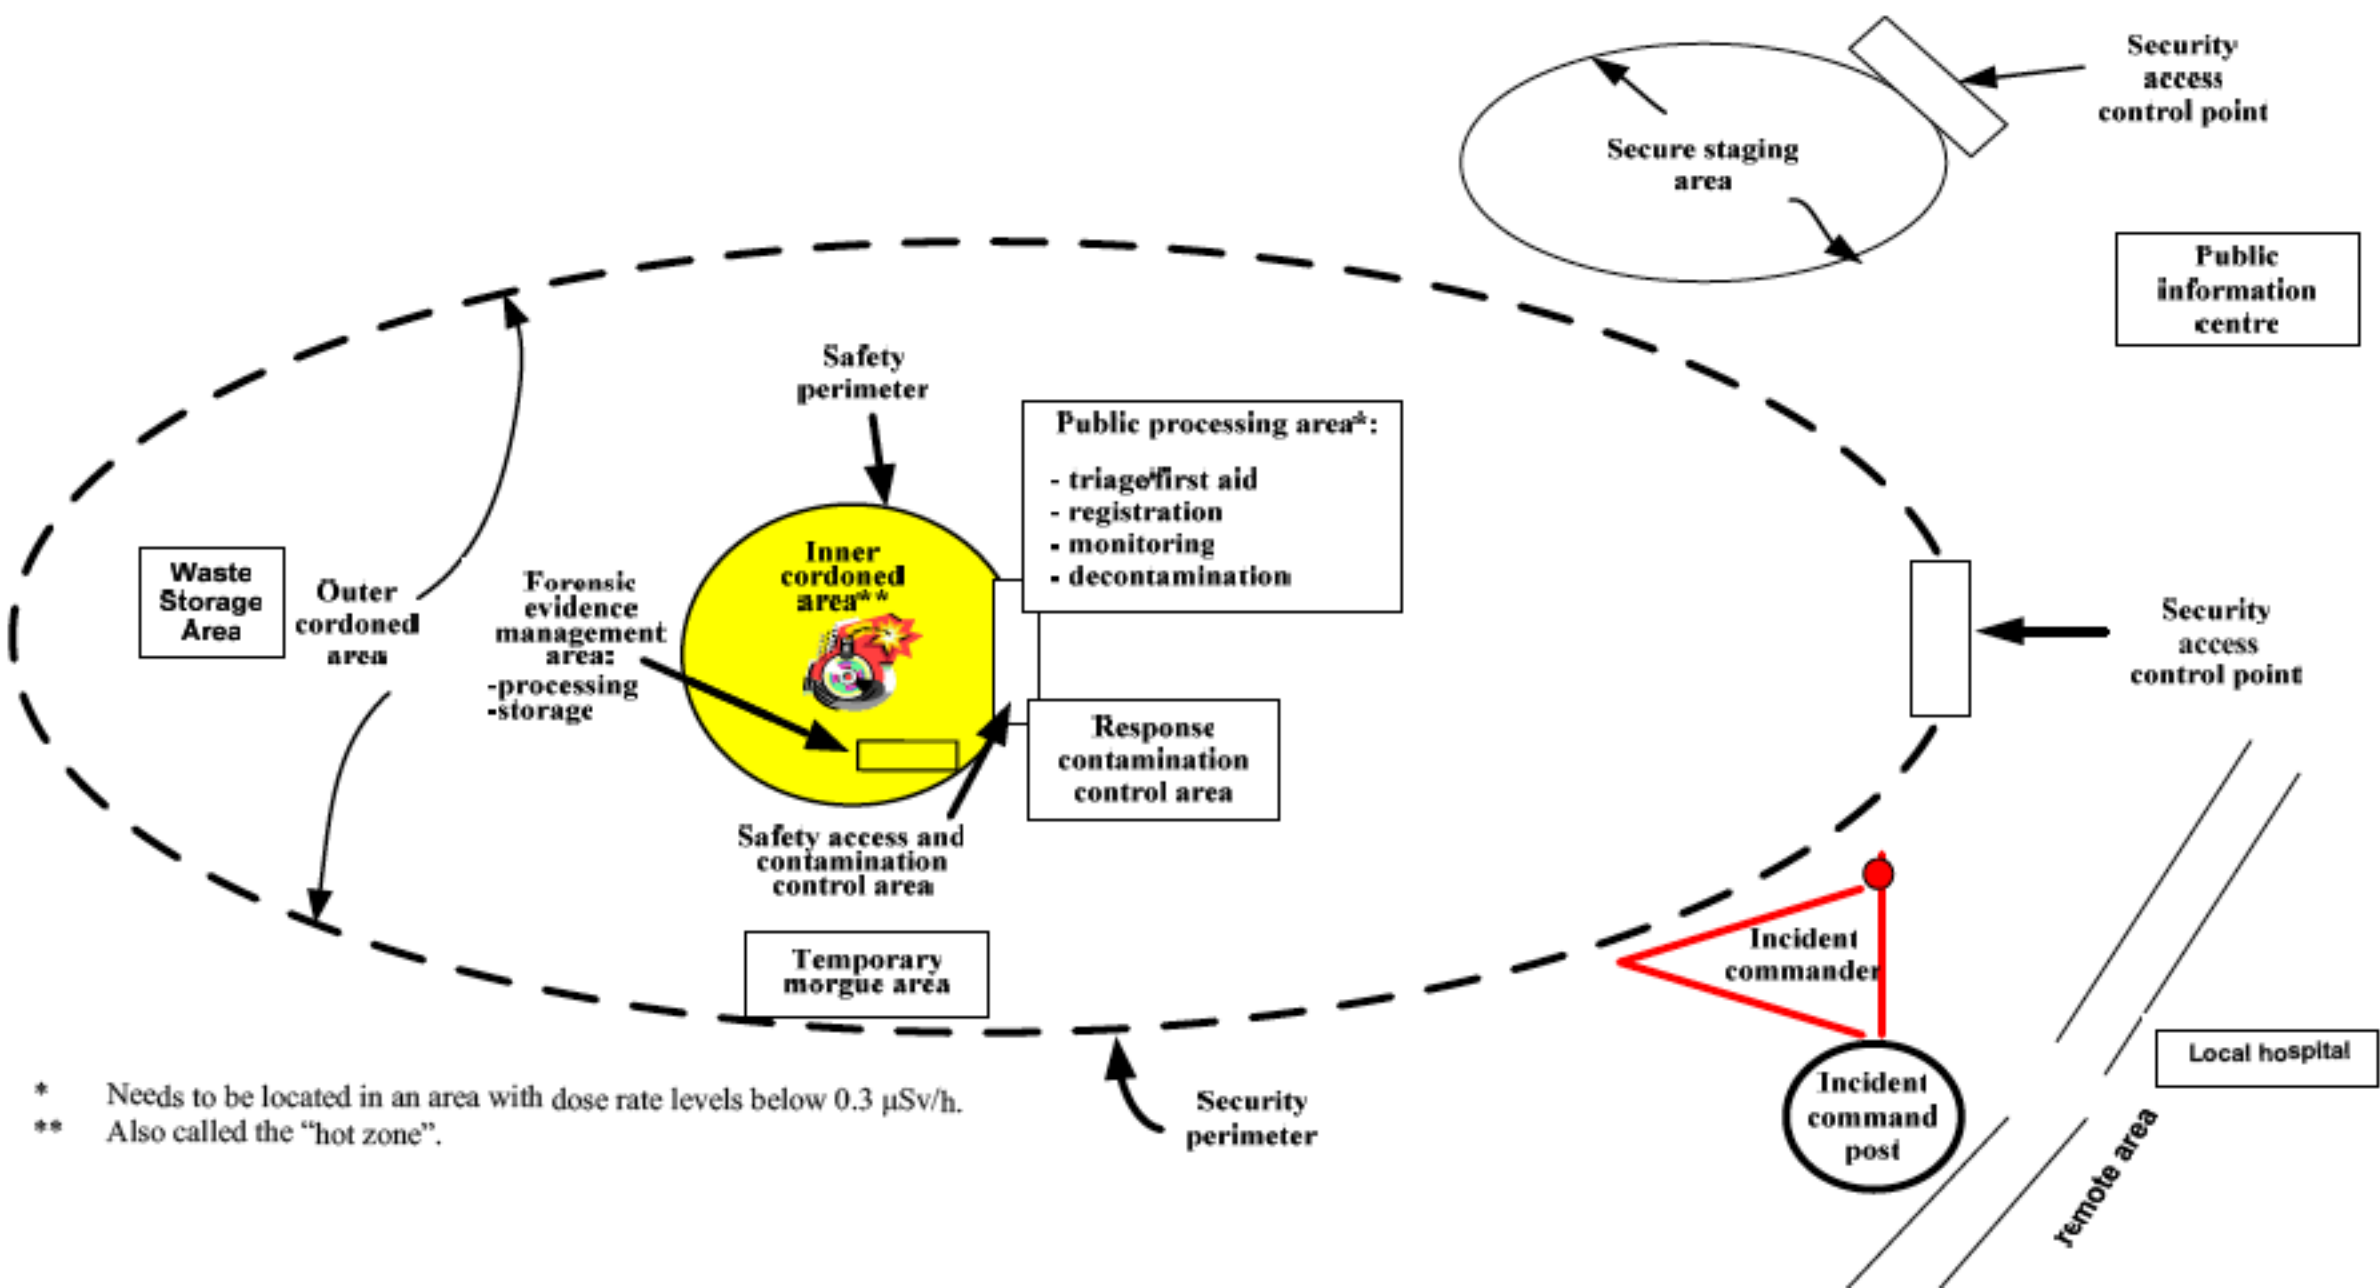 Security
access
control point
Secure staging
area
Public
information
centre
Safety
perimeter
Public processing area*:
- triage/first aid
- registration
- monitoring
- decontamination
Inner
cordoned
area**
Waste
Storage
Area
Outer
cordoned
area
Forensic
evidence
management
area:
-processing
-storage
Security
access
control point
Response
contamination
control area
Safety access and
contamination
control area
Temporary
morgue area
Incident
commander
Local hospital
Incident
command
post
remote area
Security
perimeter
* Needs to be located in an area with dose rate levels below 0.3 µSv/h.
** Also called the “hot zone”.